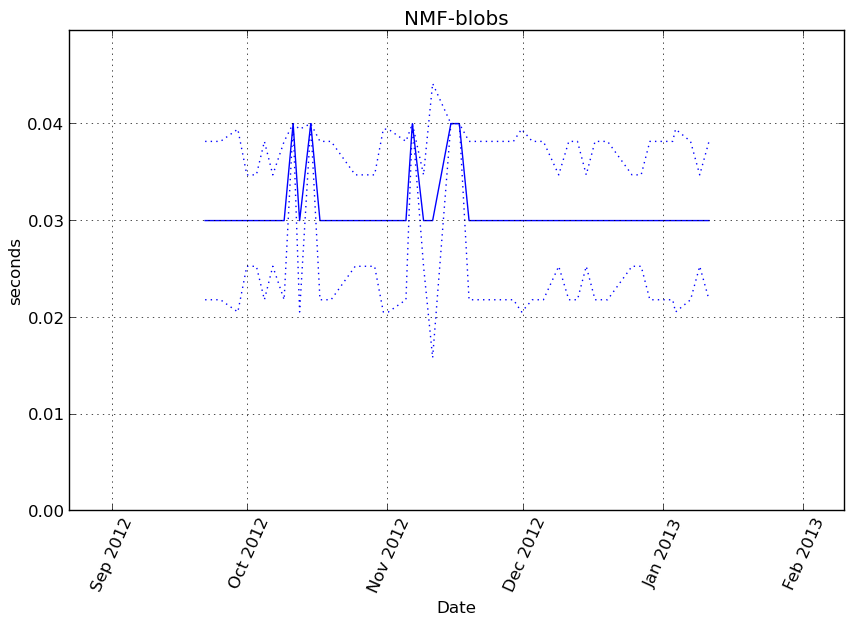 NMF-blobs
0.04
0.03
0.02
0.01
0.00
seconds
Sep 2012
Oct 2012
Nov 2012
Dec 2012
Jan 2013
Feb 2013
Date